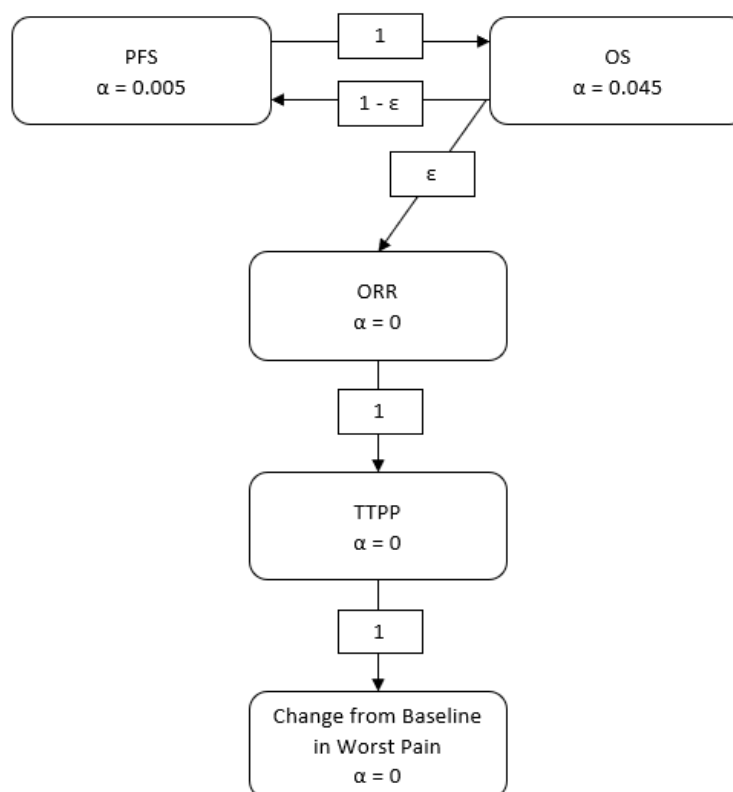 PFS
α = 0.005
1
OS
α = 0.045
1 - ε
ε
ORR
α = 0
1
TTPP
α = 0
1
Change from Baseline
in Worst Pain
α = 0